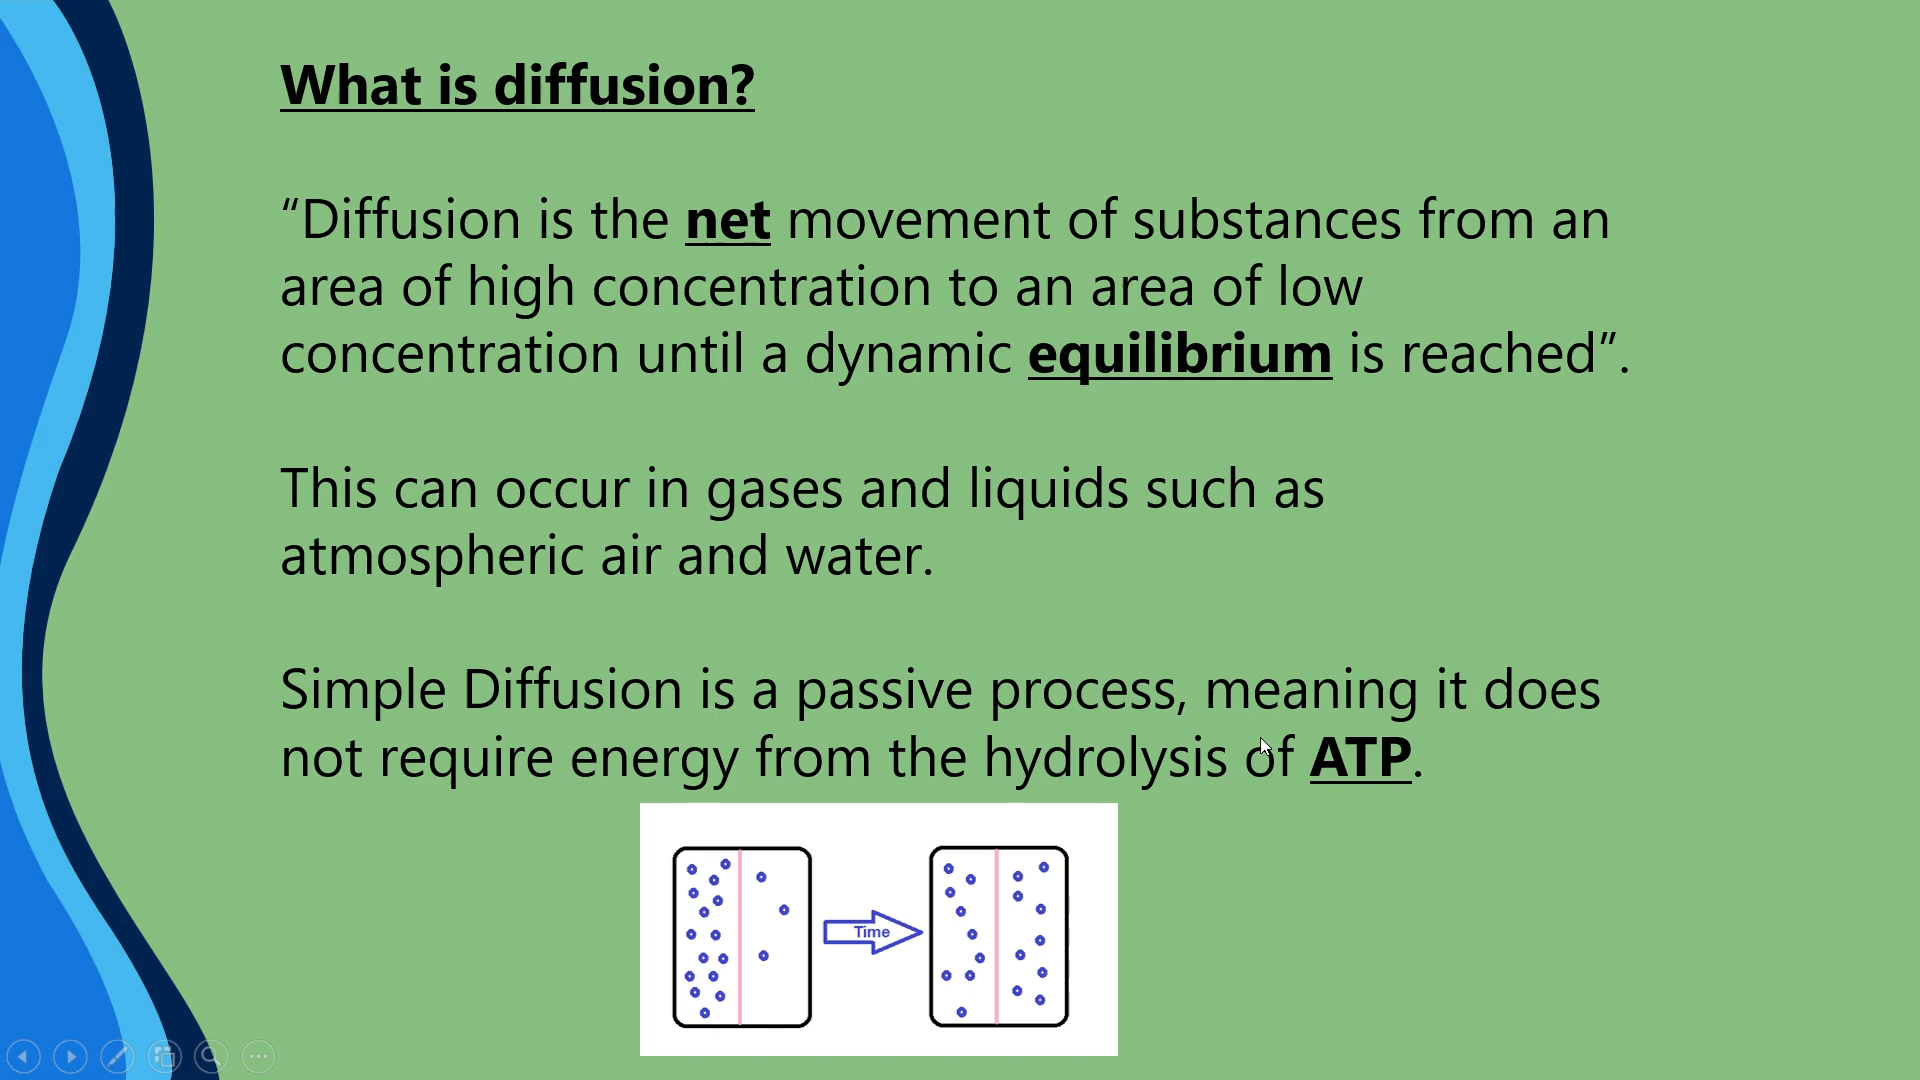 What is diffusion?
“Diffusion is the net movement of substances from an
area of high concentration to an area of low
concentration until a dynamic equilibrium is reached”.
This can occur in gases and liquids such as
atmospheric air and water.
Simple Diffusion is a passive process, meaning it does
not require energy from the hydrolysis of ATP.
Time